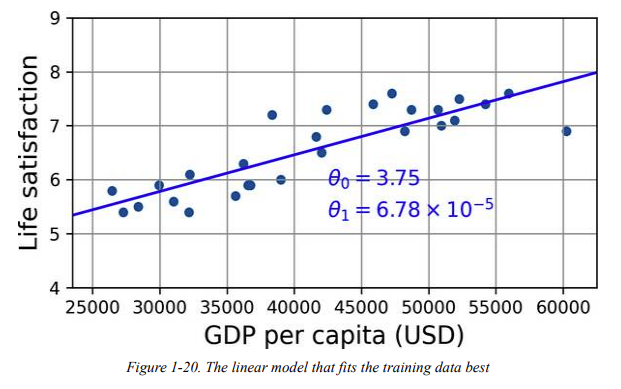 9
8
7
6
5
4
Life satisfaction
θ₀ = 3.75
θ₁ = 6.78 × 10⁻⁵
25000 30000 35000 40000 45000 50000 55000 60000
GDP per capita (USD)
Figure 1-20. The linear model that fits the training data best